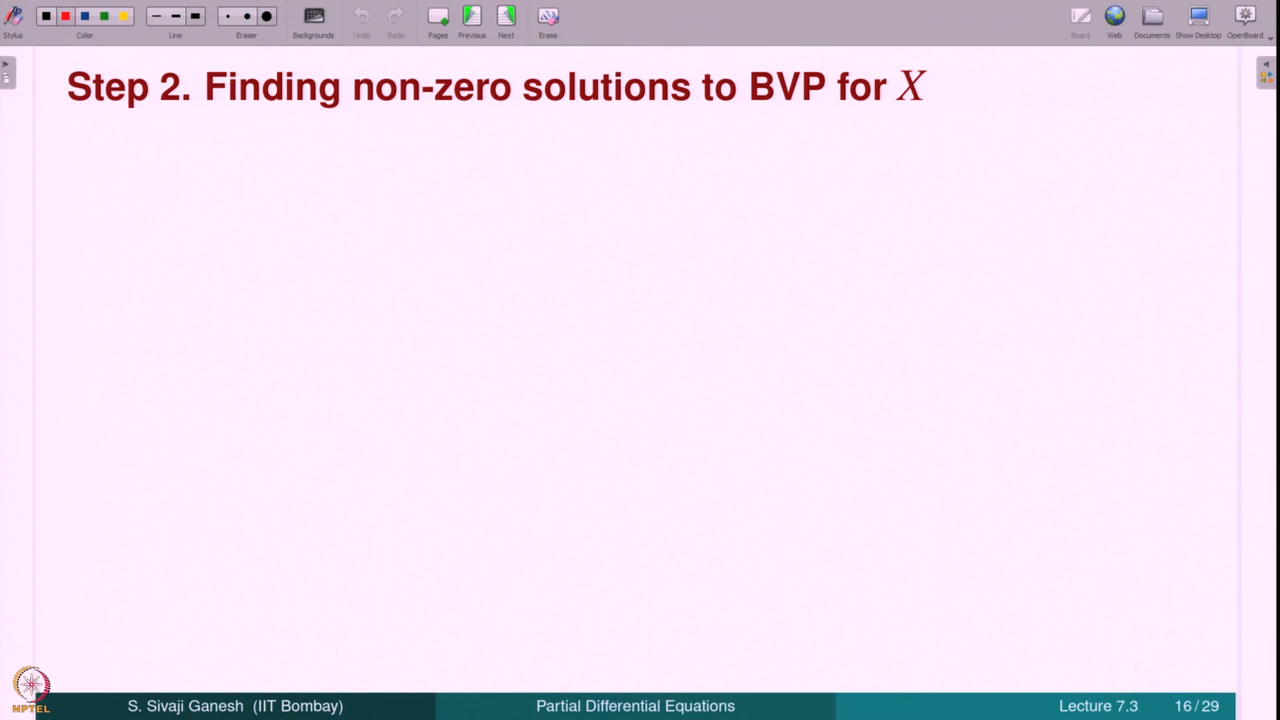 Stylus
Color
Line
Eraser
Backgrounds
Undo
Redo
Pages
Previous
Next
Erase
Board
Web
Documents
Show Desktop
OpenBoard
Step 2. Finding non-zero solutions to BVP for X
NPTEL
S. Sivaji Ganesh (IIT Bombay)
Partial Differential Equations
Lecture 7.3
16 / 29